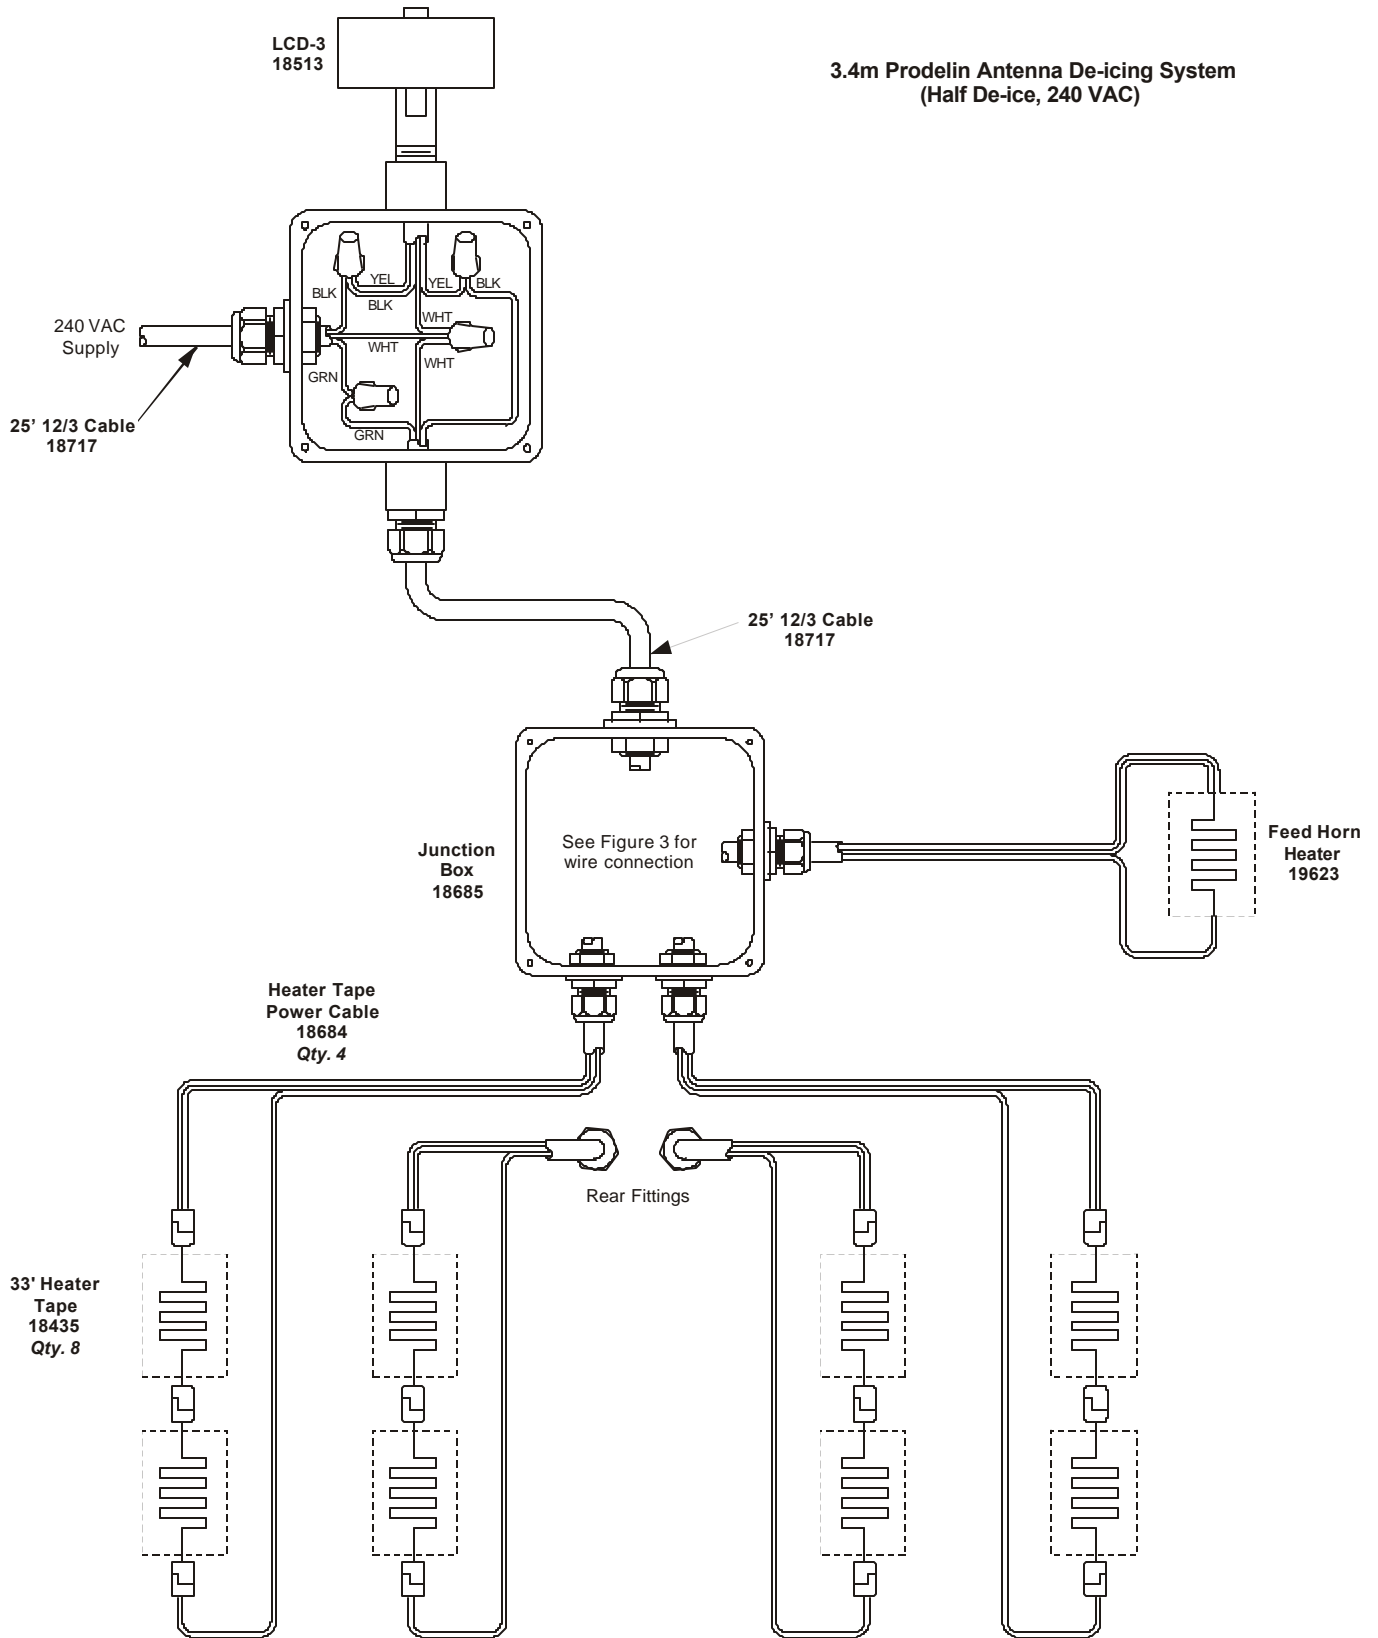 LCD-3
18513
3.4m Prodelin Antenna De-icing System
(Half De-ice, 240 VAC)
YEL
YEL
BLK
BLK
BLK
WHT
WHT
WHT
GRN
GRN
240 VAC
Supply
25’ 12/3 Cable
18717
25’ 12/3 Cable
18717
Junction
Box
18685
See Figure 3 for
wire connection
Feed Horn
Heater
19623
Heater Tape
Power Cable
18684
Qty. 4
Rear Fittings
33' Heater
Tape
18435
Qty. 8